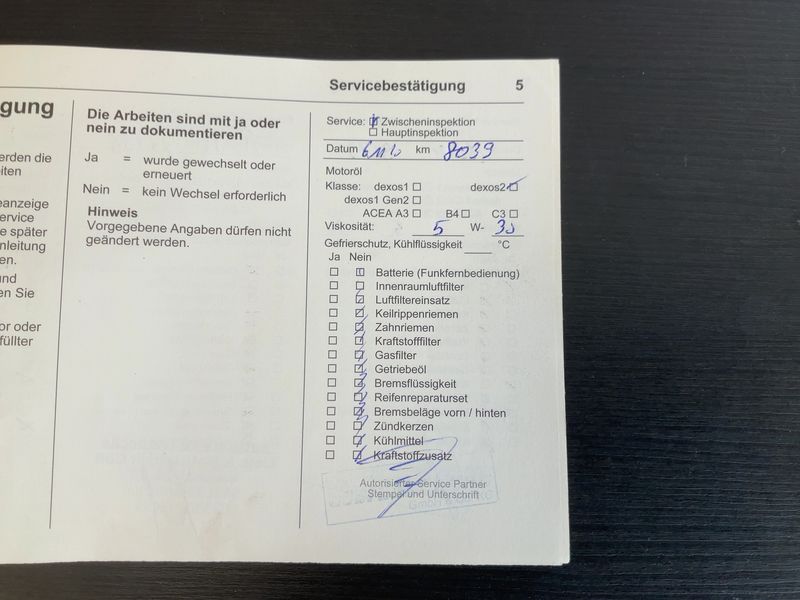 Servicebestätigung 5
gung
erden die
iten
eanzeige
ervice
e später
nleitung
en.
und
en Sie
or oder
füllter
Die Arbeiten sind mit ja oder
nein zu dokumentieren
Ja = wurde gewechselt oder
erneuert
Nein = kein Wechsel erforderlich
Hinweis
Vorgegebene Angaben dürfen nicht
geändert werden.
Service: Zwischeninspektion
Hauptinspektion
Datum km 8039
Motoröl
Klasse: dexos1 dexos2
dexos1 Gen2
ACEA A3 B4 C3
Viskosität: 5 W- 30
Gefrierschutz, Kühlflüssigkeit °C
Ja Nein
Batterie (Funkfernbedienung)
Innenraumluftfilter
Luftfiltereinsatz
Keilrippenriemen
Zahnriemen
Kraftstofffilter
Gasfilter
Getriebeöl
Bremsflüssigkeit
Reifenreparaturset
Bremsbeläge vorn / hinten
Zündkerzen
Kühlmittel
Kraftstoffzusatz
Autorisierter Service Partner
Stempel und Unterschrift